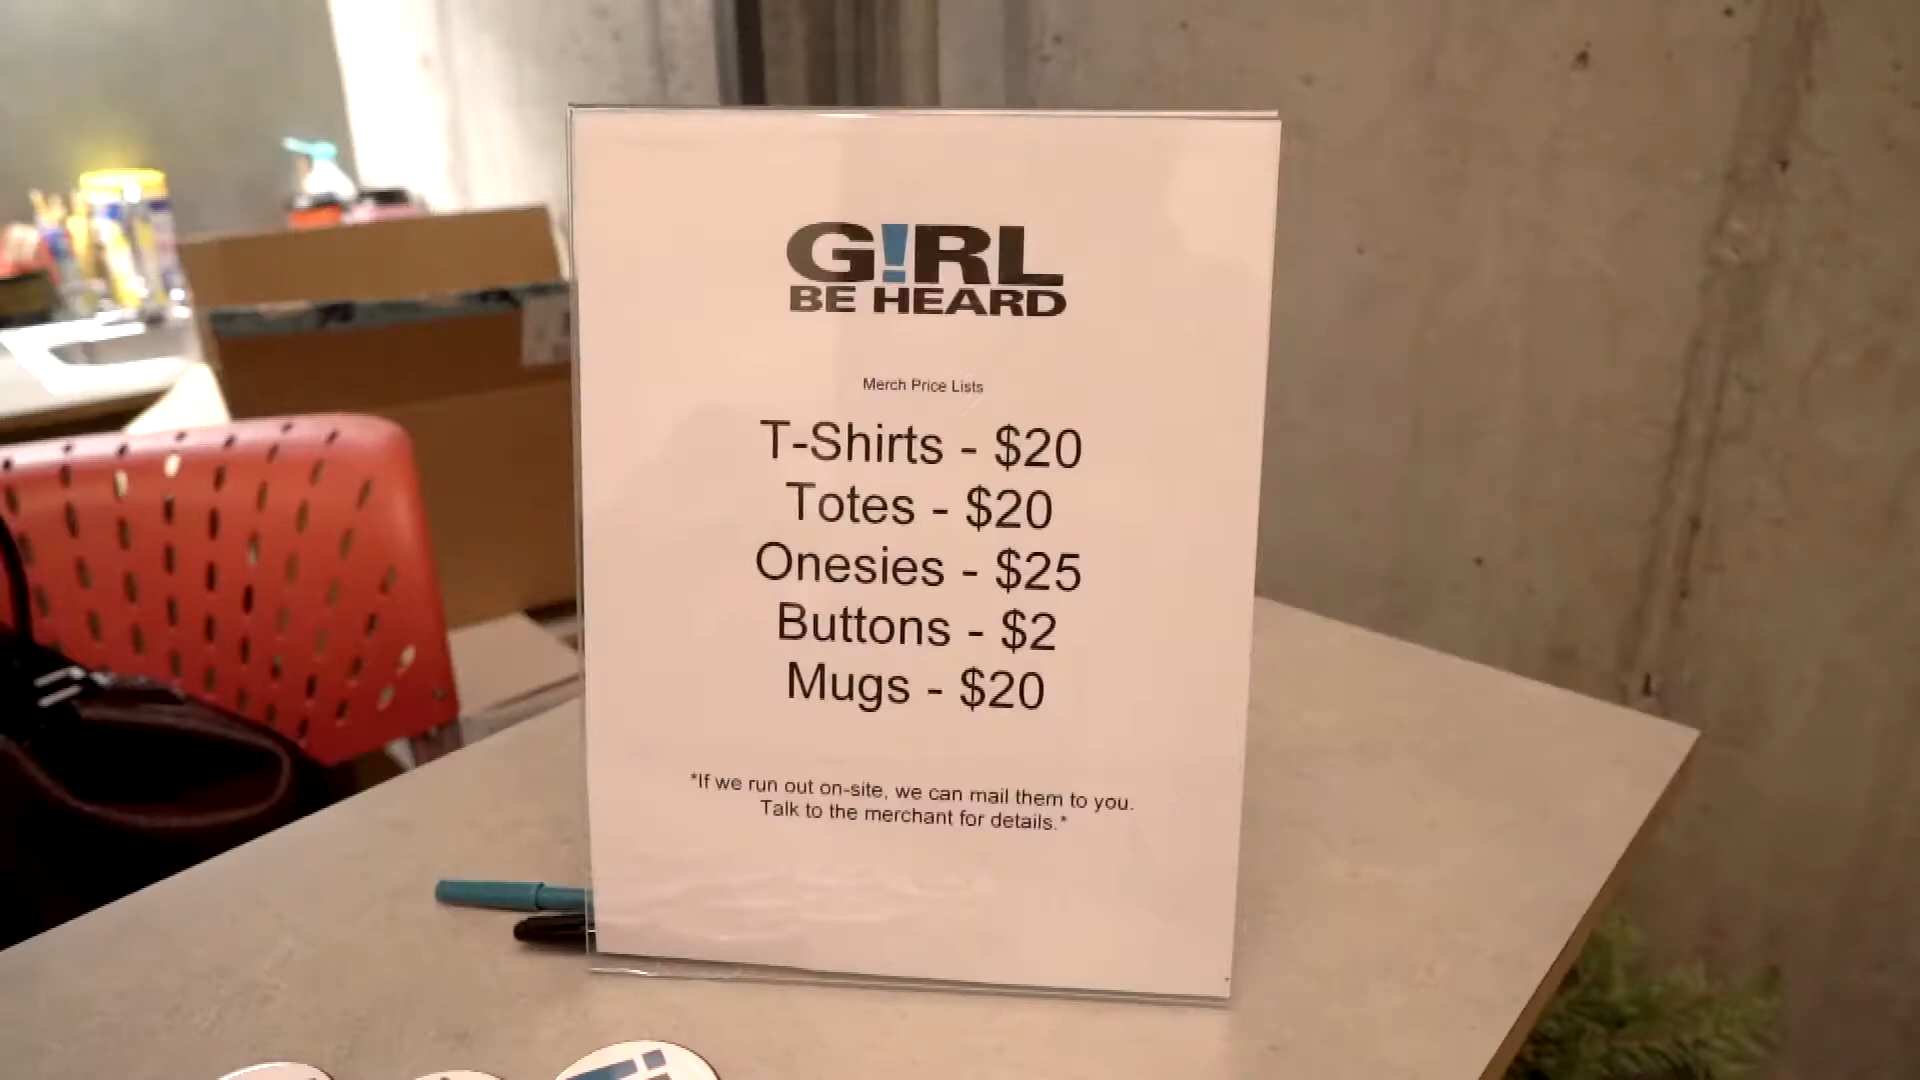 G!RL
BE HEARD
Merch Price Lists
T-Shirts - $20
Totes - $20
Onesies - $25
Buttons - $2
Mugs - $20
*If we run out on-site, we can mail them to you.
Talk to the merchant for details.*